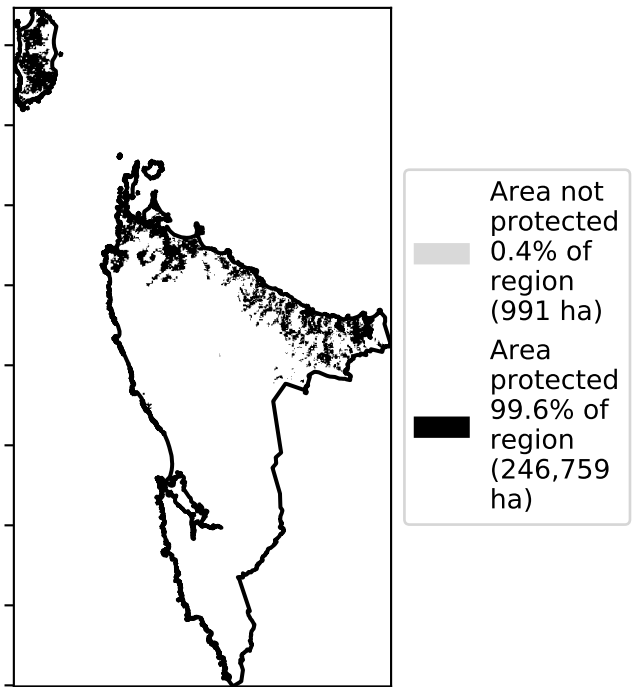 Area not
protected
0.4% of
region
(991 ha)
Area
protected
99.6% of
region
(246,759
ha)